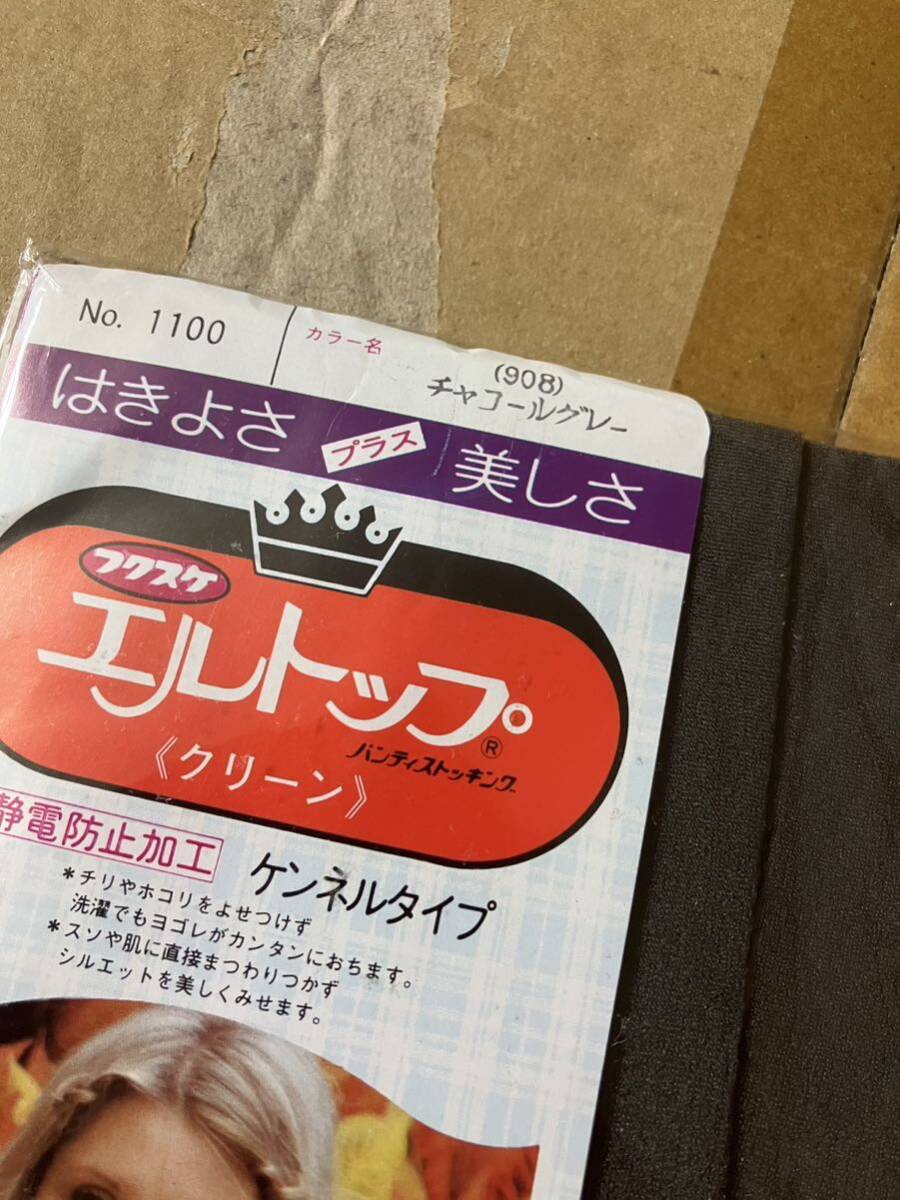 No. 1100
カラー名
(908)
チャコールグレー
はきよさ プラス 美しさ
フクスケ
エルトップ®
パンティストッキング
《クリーン》
静電防止加工
ケンネルタイプ
*チリやホコリをよせつけず
洗濯でもヨゴレがカンタンにおちます。
*スソや肌に直接まつわりつかず
シルエットを美しくみせます。